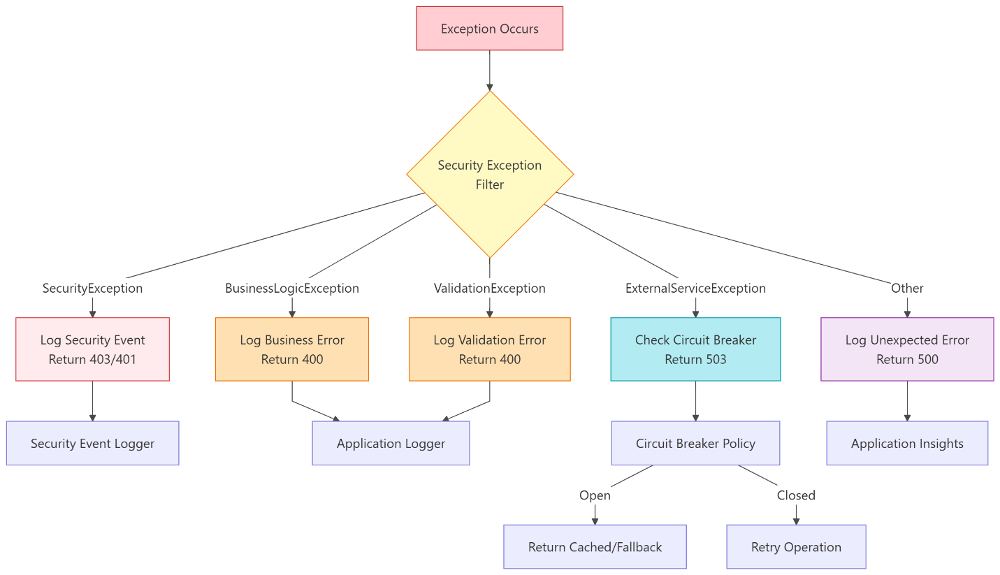 Exception Occurs
Security Exception
Filter
SecurityException
BusinessLogicException
ValidationException
ExternalServiceException
Other
Log Security Event
Return 403/401
Log Business Error
Return 400
Log Validation Error
Return 400
Check Circuit Breaker
Return 503
Log Unexpected Error
Return 500
Security Event Logger
Application Logger
Circuit Breaker Policy
Application Insights
Open
Closed
Return Cached/Fallback
Retry Operation